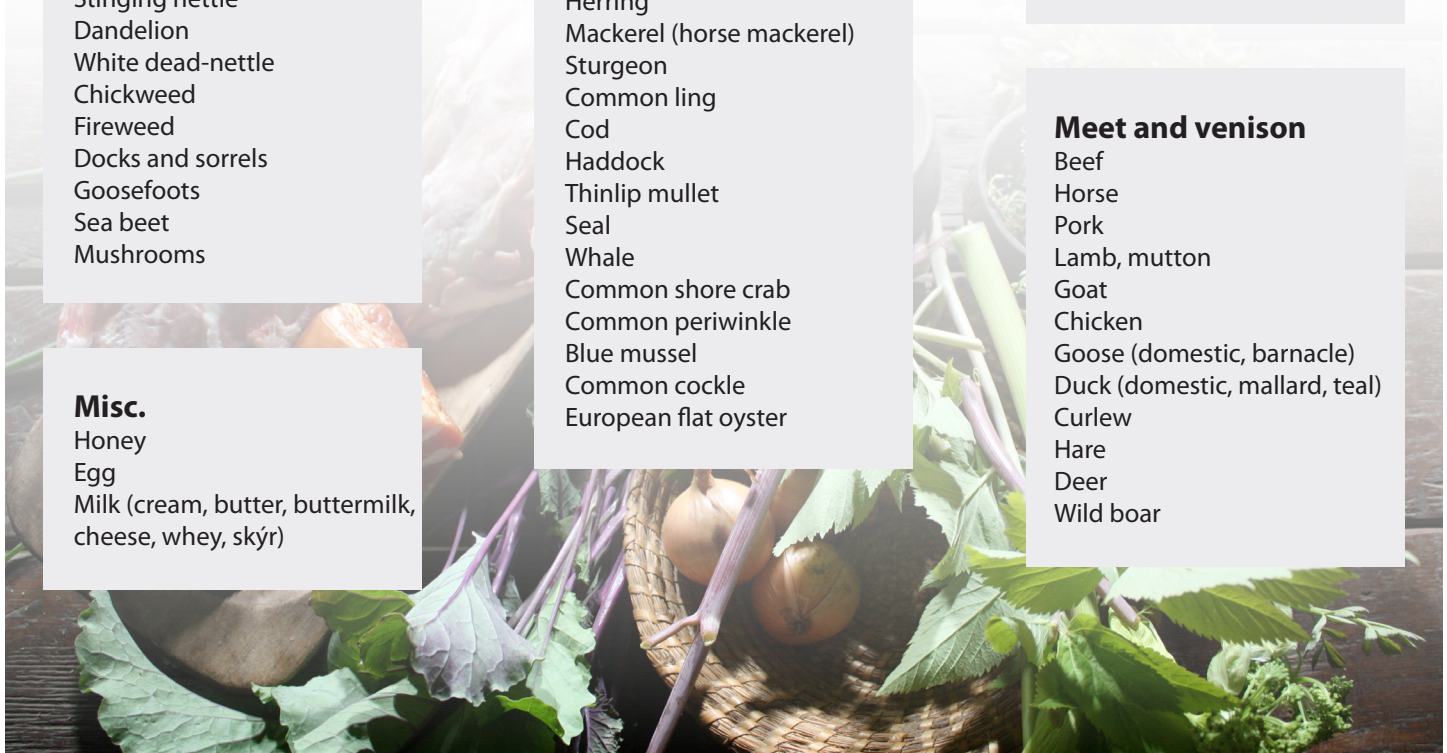 Stinging nettle
Dandelion
White dead-nettle
Chickweed
Fireweed
Docks and sorrels
Goosefoots
Sea beet
Mushrooms
Misc.
Honey
Egg
Milk (cream, butter, buttermilk,
cheese, whey, skýr)
Herring
Mackerel (horse mackerel)
Sturgeon
Common ling
Cod
Haddock
Thinlip mullet
Seal
Whale
Common shore crab
Common periwinkle
Blue mussel
Common cockle
European flat oyster
Meet and venison
Beef
Horse
Pork
Lamb, mutton
Goat
Chicken
Goose (domestic, barnacle)
Duck (domestic, mallard, teal)
Curlew
Hare
Deer
Wild boar